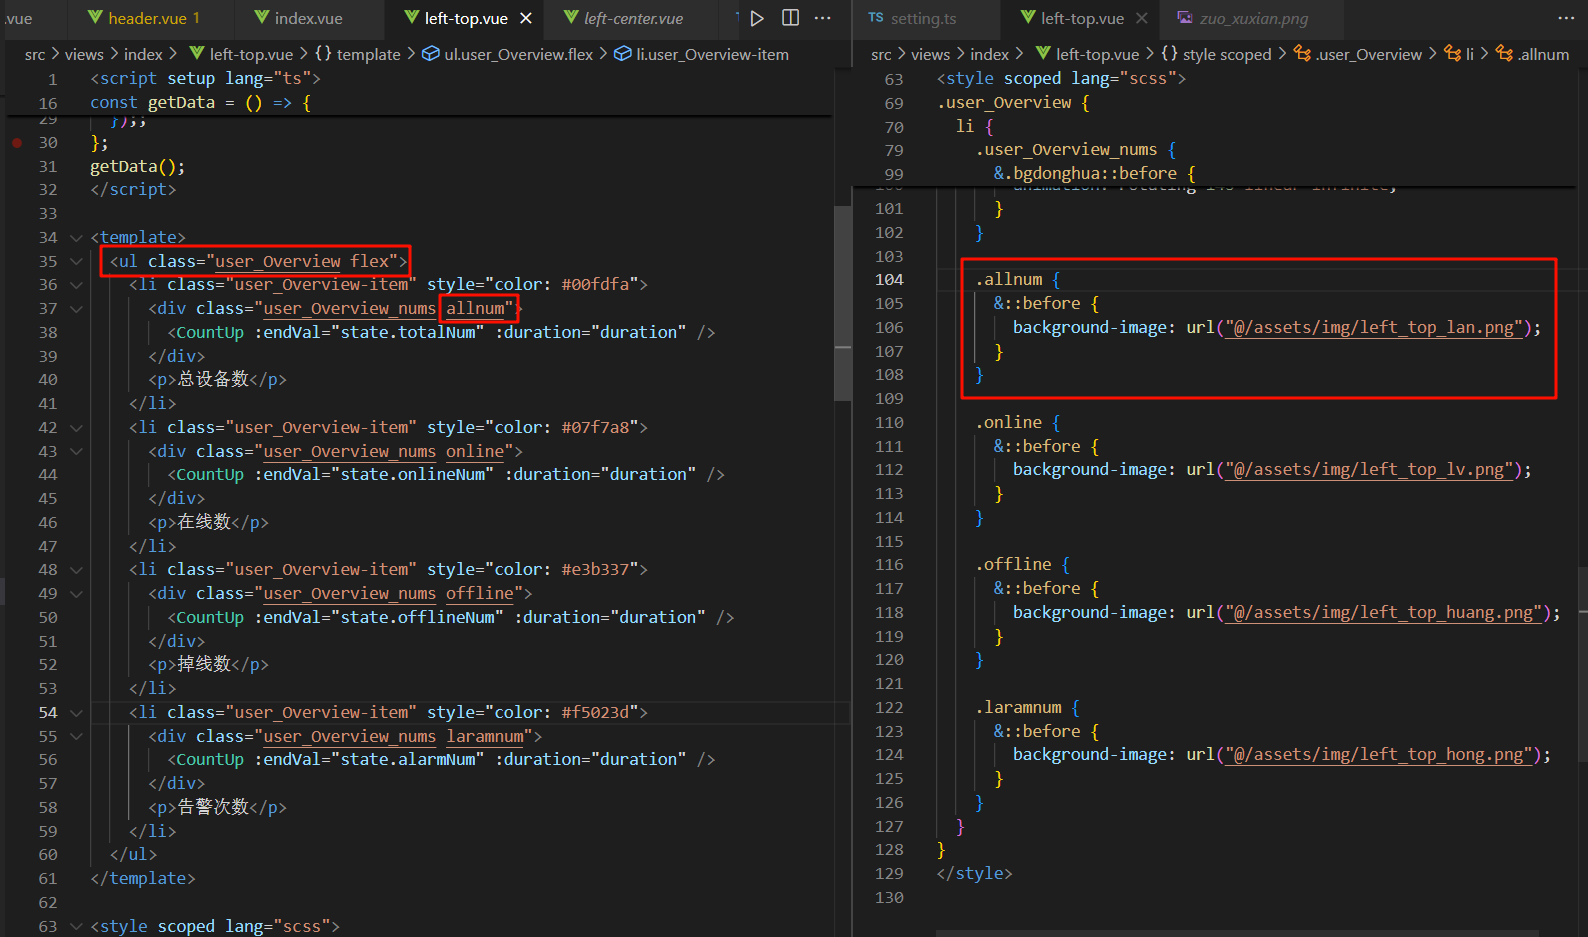 .vue
header.vue 1
index.vue
left-top.vue
left-center.vue
src > views > index > left-top.vue > {} template > ul.user_Overview.flex > li.user_Overview-item
1 <script setup lang="ts">
16 const getData = () => {
29 });;
30 };
31 getData();
32 </script>
33
34 <template>
35 <ul class="user_Overview flex">
36 <li class="user_Overview-item" style="color: #00fdfa">
37 <div class="user_Overview_nums allnum">
38 <CountUp :endVal="state.totalNum" :duration="duration" />
39 </div>
40 <p>总设备数</p>
41 </li>
42 <li class="user_Overview-item" style="color: #07f7a8">
43 <div class="user_Overview_nums online">
44 <CountUp :endVal="state.onlineNum" :duration="duration" />
45 </div>
46 <p>在线数</p>
47 </li>
48 <li class="user_Overview-item" style="color: #e3b337">
49 <div class="user_Overview_nums offline">
50 <CountUp :endVal="state.offlineNum" :duration="duration" />
51 </div>
52 <p>掉线数</p>
53 </li>
54 <li class="user_Overview-item" style="color: #f5023d">
55 <div class="user_Overview_nums laramnum">
56 <CountUp :endVal="state.alarmNum" :duration="duration" />
57 </div>
58 <p>告警次数</p>
59 </li>
60 </ul>
61 </template>
62
63 <style scoped lang="scss">
TS setting.ts
left-top.vue
zuo_xuxian.png
src > views > index > left-top.vue > {} style scoped > .user_Overview > li > .allnum
63 <style scoped lang="scss">
69 .user_Overview {
70 li {
79 .user_Overview_nums {
99 &.bgdonghua::before {
100 animation: rotating 14s linear infinite;
101 }
102 }
103
104 .allnum {
105 &::before {
106 background-image: url("@/assets/img/left_top_lan.png");
107 }
108 }
109
110 .online {
111 &::before {
112 background-image: url("@/assets/img/left_top_lv.png");
113 }
114 }
115
116 .offline {
117 &::before {
118 background-image: url("@/assets/img/left_top_huang.png");
119 }
120 }
121
122 .laramnum {
123 &::before {
124 background-image: url("@/assets/img/left_top_hong.png");
125 }
126 }
127 }
128 }
129 </style>
130